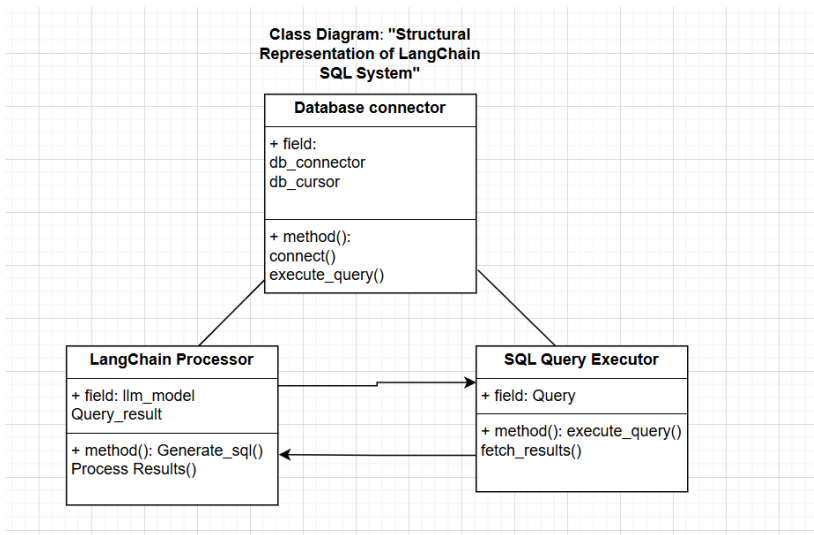 Class Diagram: "Structural
Representation of LangChain
SQL System"
Database connector
+ field:
db_connector
db_cursor
+ method():
connect()
execute_query()
LangChain Processor
+ field: llm_model
Query_result
+ method(): Generate_sql()
Process Results()
SQL Query Executor
+ field: Query
+ method(): execute_query()
fetch_results()